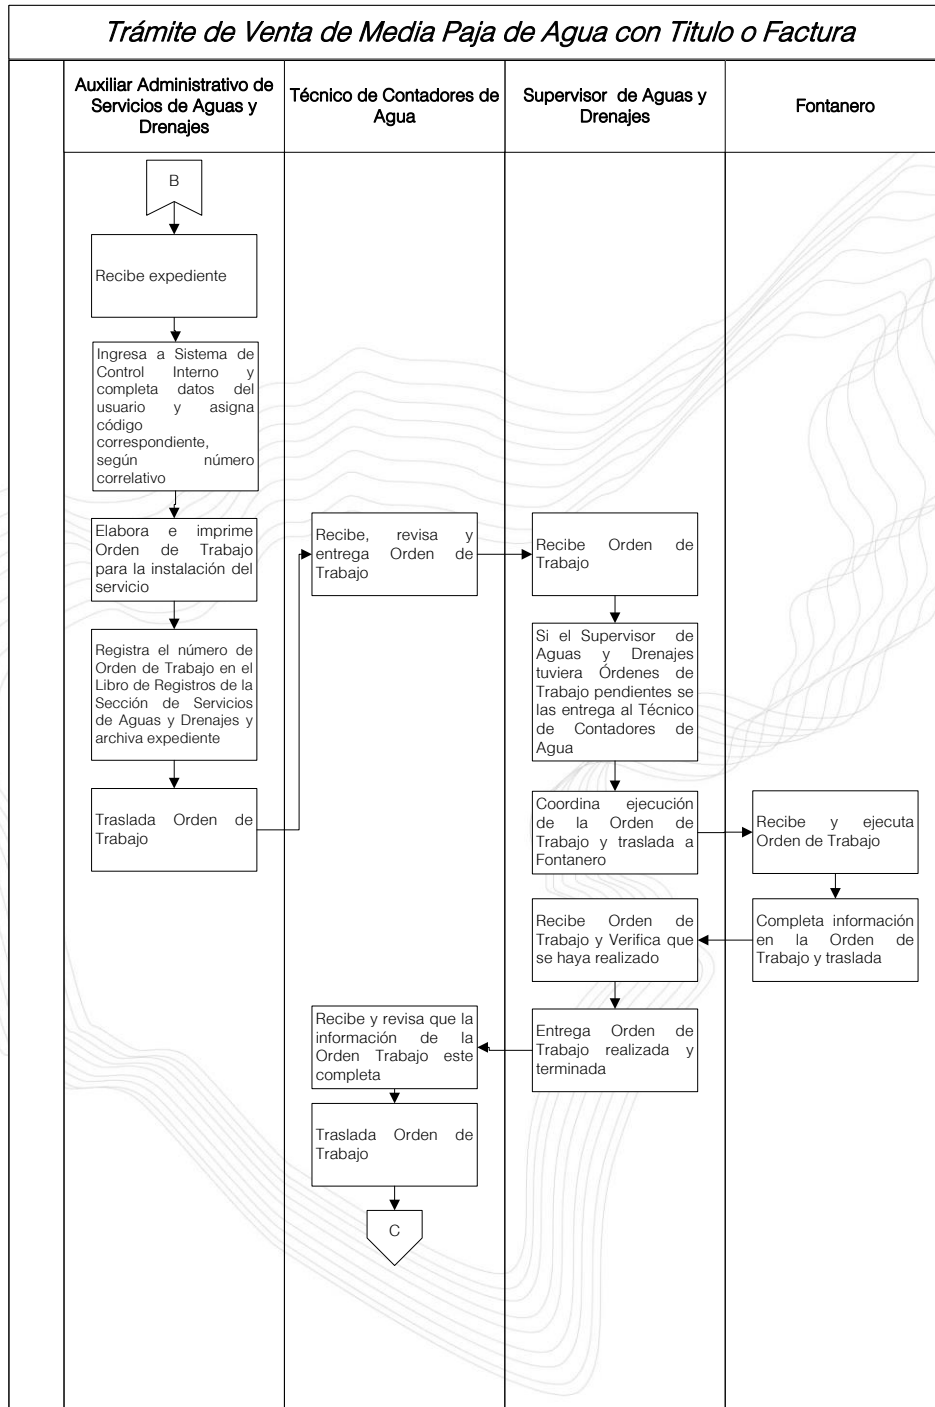 Trámite de Venta de Media Paja de Agua con Titulo o Factura
Auxiliar Administrativo de
Servicios de Aguas y
Drenajes
Técnico de Contadores de
Agua
Supervisor de Aguas y
Drenajes
Fontanero
B
Recibe expediente
Ingresa a Sistema de
Control Interno y
completa datos del
usuario y asigna
código
correspondiente,
según número
correlativo
Elabora e imprime
Orden de Trabajo
para la instalación del
servicio
Registra el número de
Orden de Trabajo en el
Libro de Registros de la
Sección de Servicios
de Aguas y Drenajes y
archiva expediente
Traslada Orden de
Trabajo
Recibe, revisa y
entrega Orden de
Trabajo
Recibe Orden de
Trabajo
Si el Supervisor de
Aguas y Drenajes
tuviera Órdenes de
Trabajo pendientes se
las entrega al Técnico
de Contadores de
Agua
Coordina ejecución
de la Orden de
Trabajo y traslada a
Fontanero
Recibe y ejecuta
Orden de Trabajo
Completa información
en la Orden de
Trabajo y traslada
Recibe Orden de
Trabajo y Verifica que
se haya realizado
Entrega Orden de
Trabajo realizada y
terminada
Recibe y revisa que la
información de la
Orden Trabajo este
completa
Traslada Orden de
Trabajo
C